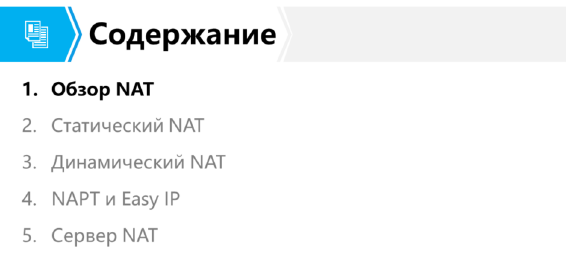 Содержание
1. Обзор NAT
2. Статический NAT
3. Динамический NAT
4. NAPT и Easy IP
5. Сервер NAT